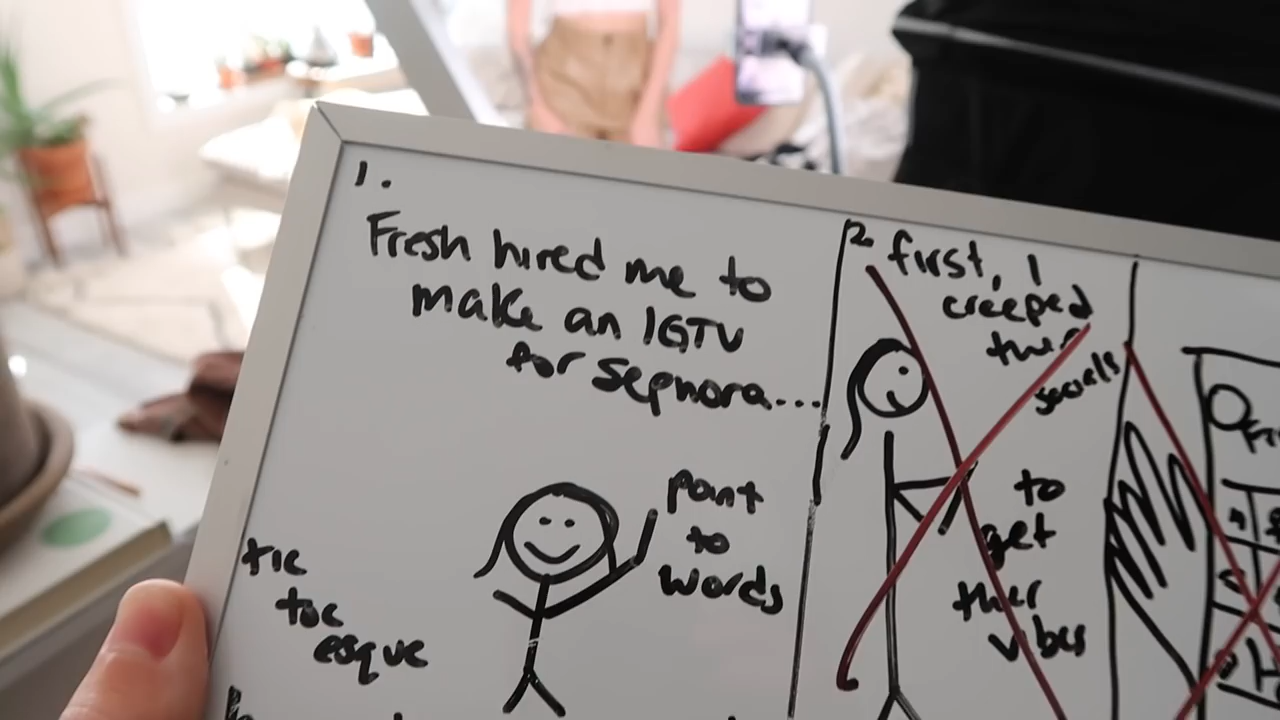 1.
Fresh hired me to
make an IGTV
for sephora...
point
to
words
tic
toc
esque
2. first, I
creeped
their
socials
to
get
ther
vibes